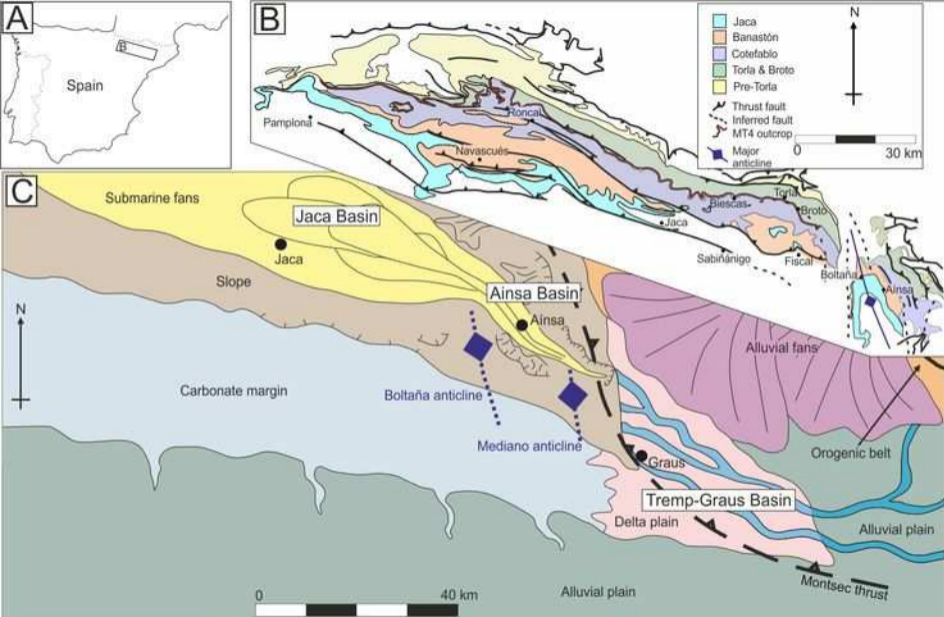 A
B
Spain
B
Pamplona
Roncal
Navascués
Jaca
Biescas
Torla
Broto
Sabiñánigo
Fiscal
Boltaña
Aínsa
Jaca
Banastón
Cotefablo
Torla & Broto
Pre-Torla
Thrust fault
Inferred fault
MT4 outcrop
Major
anticline
N
0
30 km
C
Submarine fans
Jaca Basin
Jaca
Slope
Ainsa Basin
Aínsa
N
Carbonate margin
Boltaña anticline
Mediano anticline
Alluvial fans
Orogenic belt
Graus
Tremp-Graus Basin
Delta plain
Alluvial plain
Montsec thrust
Alluvial plain
0
40 km